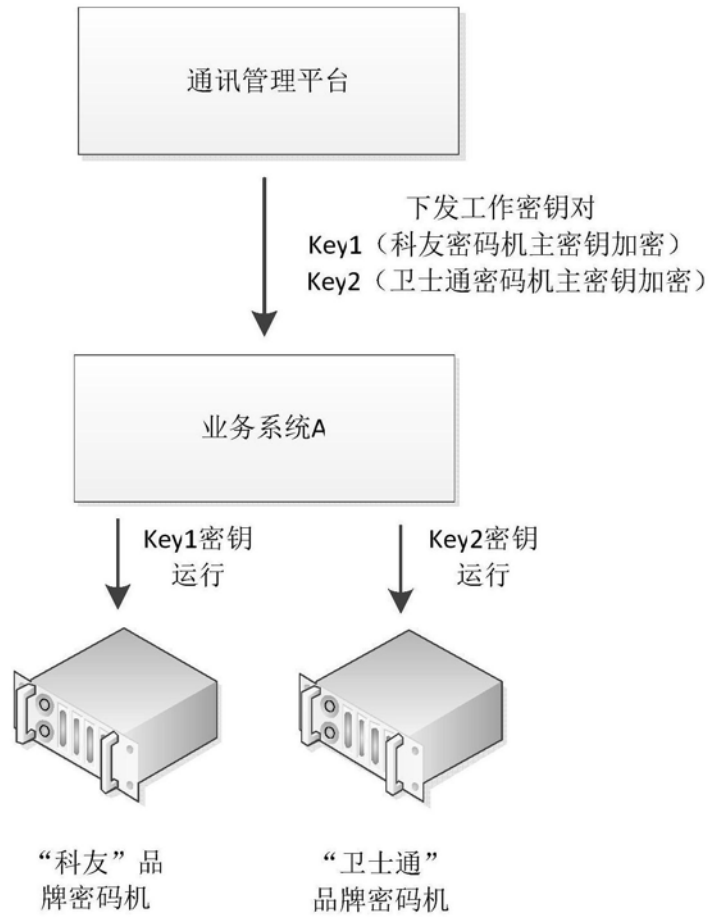 通讯管理平台
下发工作密钥对
Key1（科友密码机主密钥加密）
Key2（卫士通密码机主密钥加密）
业务系统A
Key1密钥
运行
Key2密钥
运行
“科友”品
牌密码机
“卫士通”
品牌密码机